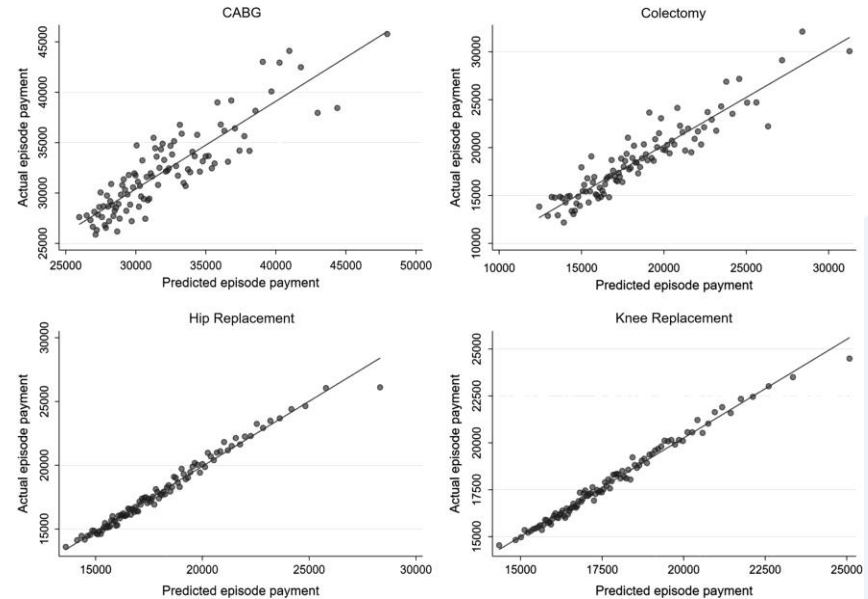 CABG
Actual episode payment
45000
40000
35000
30000
25000
25000 30000 35000 40000 45000 50000
Predicted episode payment
Colectomy
Actual episode payment
30000
25000
20000
15000
10000
10000 15000 20000 25000 30000
Predicted episode payment
Hip Replacement
Actual episode payment
30000
25000
20000
15000
15000 20000 25000 30000
Predicted episode payment
Knee Replacement
Actual episode payment
25000
22500
20000
17500
15000
15000 17500 20000 22500 25000
Predicted episode payment